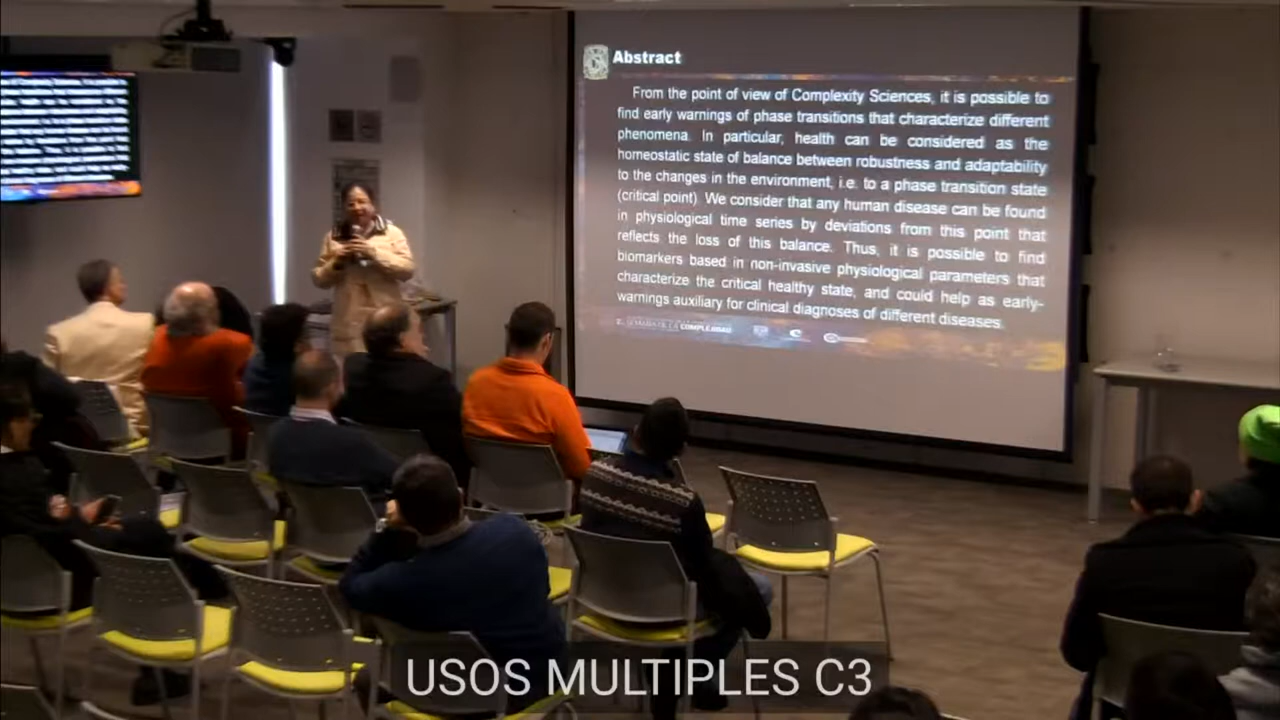 Abstract
From the point of view of Complexity Sciences, it is possible to
find early warnings of phase transitions that characterize different
phenomena. In particular, health can be considered as the
homeostatic state of balance between robustness and adaptability
to the changes in the environment, i.e. to a phase transition state
(critical point). We consider that any human disease can be found
in physiological time series by deviations from this point that
reflects the loss of this balance. Thus, it is possible to find
biomarkers based in non-invasive physiological parameters that
characterize the critical healthy state, and could help as early-
warnings auxiliary for clinical diagnoses of different diseases.
SEMANA DE LA COMPLEJIDAD
USOS MULTIPLES C3